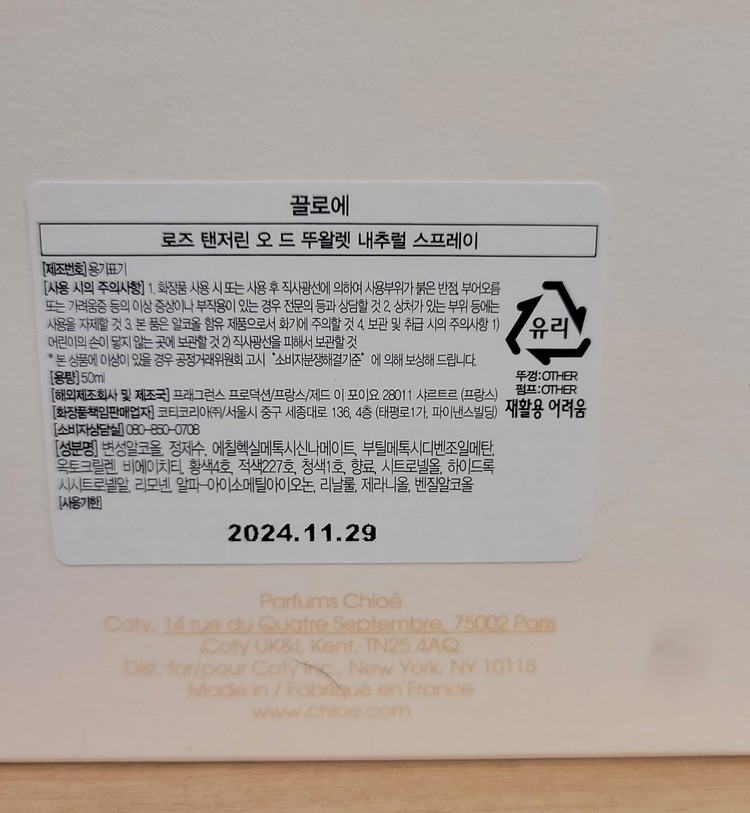 끌로에
로즈 탠저린 오 드 뚜왈렛 내추럴 스프레이
[제조번호] 용기표기
[사용 시의 주의사항] 1. 화장품 사용 시 또는 사용 후 직사광선에 의하여 사용부위가 붉은 반점, 부어오름
또는 가려움증 등의 이상 증상이나 부작용이 있는 경우 전문의 등과 상담할 것 2. 상처가 있는 부위 등에는
사용을 자제할 것 3. 본 품은 알코올 함유 제품으로서 화기에 주의할 것 4. 보관 및 취급 시의 주의사항 1)
어린이의 손이 닿지 않는 곳에 보관할 것 2) 직사광선을 피해서 보관할 것
* 본 상품에 이상이 있을 경우 공정거래위원회 고시 "소비자분쟁해결기준" 에 의해 보상해 드립니다.
[용량] 50ml
[해외제조회사 및 제조국] 프래그런스 프로덕션/프랑스/제드 이 포이요 28011 샤르트르 (프랑스)
[화장품책임판매업자] 코티코리아㈜/서울시 중구 세종대로 136, 4층 (태평로1가, 파이낸스빌딩)
[소비자상담실] 080-850-0708
[성분명] 변성알코올, 정제수, 에칠헥실메톡시신나메이트, 부틸메톡시디벤조일메탄,
옥토크릴렌, 비에이치티, 황색4호, 적색227호, 청색1호, 향료, 시트로넬올, 하이드록
시시트로넬알, 리모넨, 알파-아이소메틸아이오논, 리날룰, 제라니올, 벤질알코올
[사용기한]
2024.11.29
유리
뚜껑:OTHER
펌프:OTHER
재활용 어려움
Parfums Chloé
Coty. 14 rue du Quatre Septembre, 75002 Paris
Coty UK&I, Kent, TN25 4AQ
Dist. for/pour Coty Inc., New York, NY 10118
Made in / Fabriqué en France
www.chloe.com